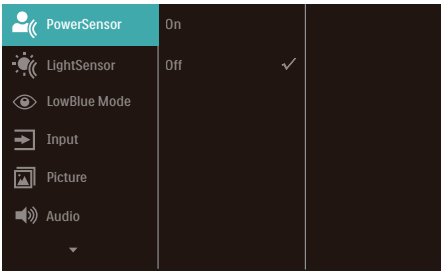 PowerSensor
On
LightSensor
Off
LowBlue Mode
Input
Picture
Audio